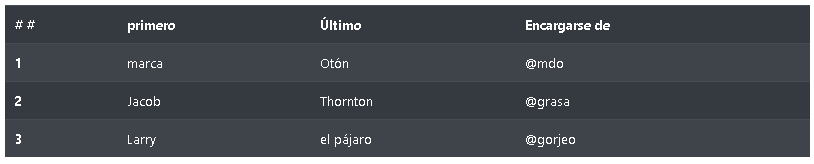 # # primero Último Encargarse de
1 marca Otón @mdo
2 Jacob Thornton @grasa
3 Larry el pájaro @gorjeo